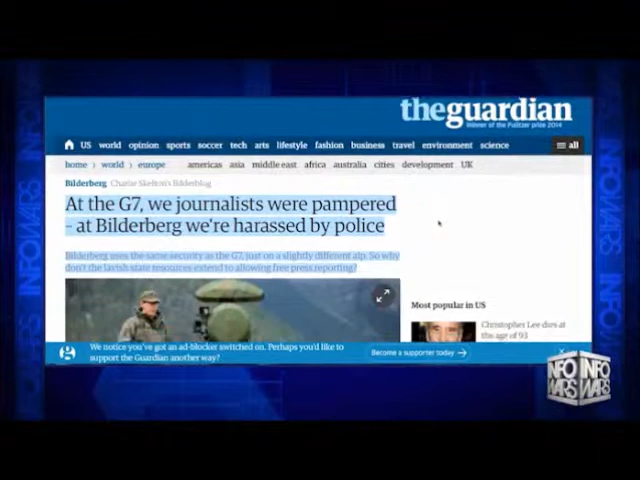 theguardian
Winner of the Pulitzer prize 2014
US world opinion sports soccer tech arts lifestyle fashion business travel environment science all
home › world › europe americas asia middle east africa australia cities development UK
Bilderberg Charlie Skelton's Bilderblog
At the G7, we journalists were pampered
– at Bilderberg we're harassed by police
Bilderberg uses the same security as the G7, just on a slightly different alp. So why
don't the lavish state resources extend to allowing free press reporting?
Most popular in US
Christopher Lee dies at
the age of 93
We notice you've got an ad-blocker switched on. Perhaps you'd like to
support the Guardian another way?
Become a supporter today
INFO WARS
INFO WARS
INFOWARS
INFO